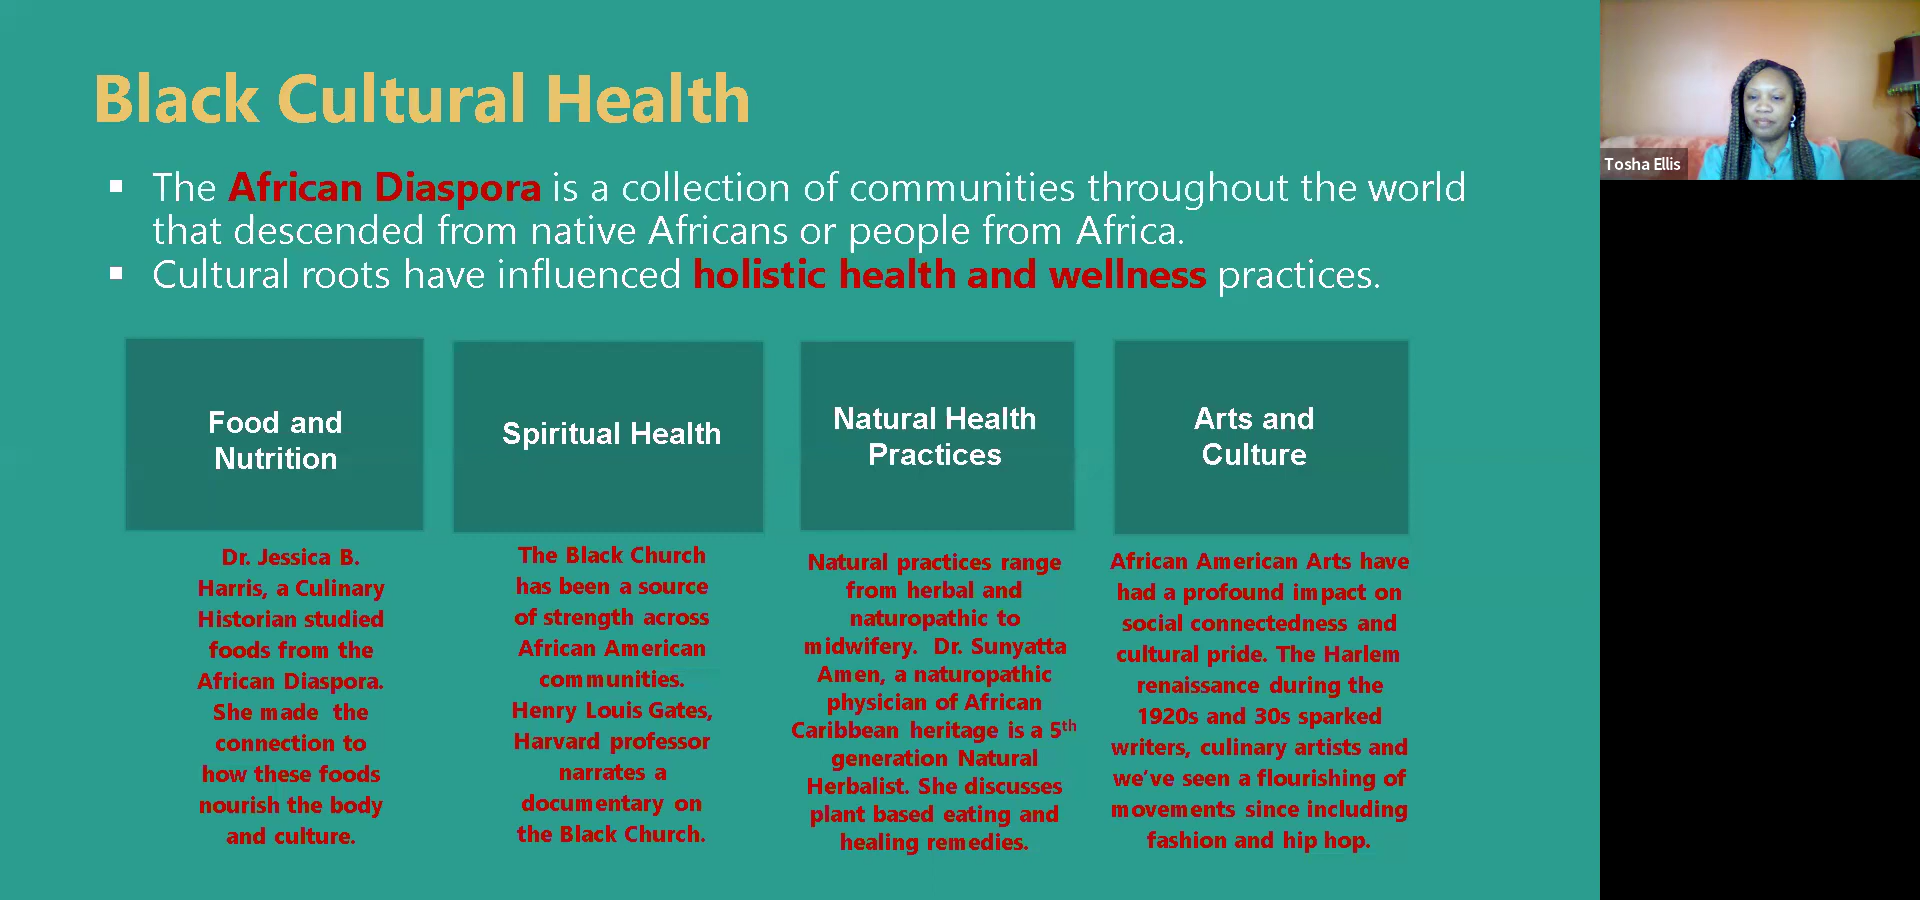 Black Cultural Health
▪ The African Diaspora is a collection of communities throughout the world
that descended from native Africans or people from Africa.
▪ Cultural roots have influenced holistic health and wellness practices.
Food and
Nutrition
Dr. Jessica B.
Harris, a Culinary
Historian studied
foods from the
African Diaspora.
She made the
connection to
how these foods
nourish the body
and culture.
Spiritual Health
The Black Church
has been a source
of strength across
African American
communities.
Henry Louis Gates,
Harvard professor
narrates a
documentary on
the Black Church.
Natural Health
Practices
Natural practices range
from herbal and
naturopathic to
midwifery. Dr. Sunyatta
Amen, a naturopathic
physician of African
Caribbean heritage is a 5th
generation Natural
Herbalist. She discusses
plant based eating and
healing remedies.
Arts and
Culture
African American Arts have
had a profound impact on
social connectedness and
cultural pride. The Harlem
renaissance during the
1920s and 30s sparked
writers, culinary artists and
we've seen a flourishing of
movements since including
fashion and hip hop.
Tosha Ellis